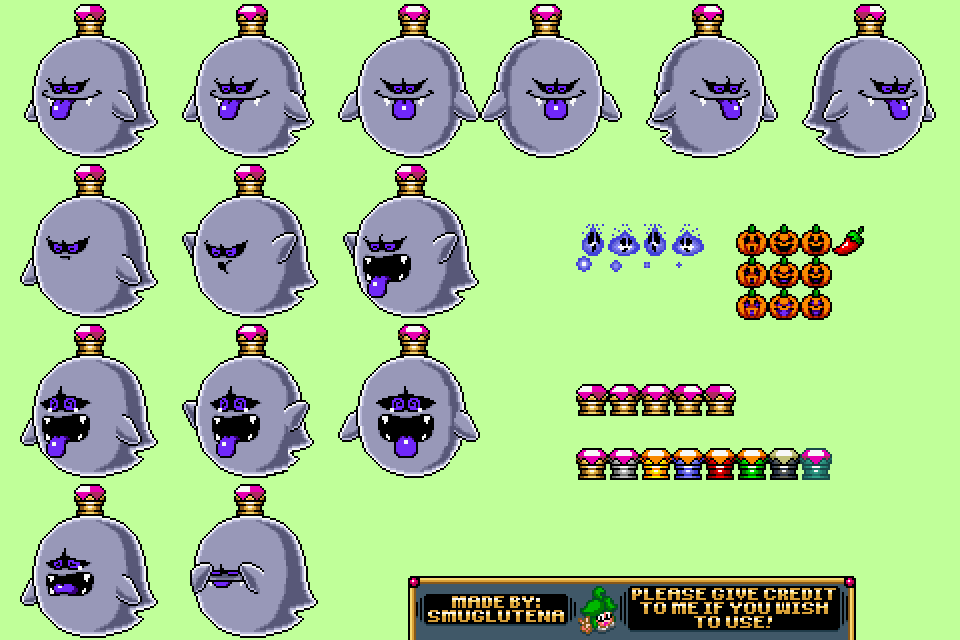 MADE BY:
SMUGLUTENA
PLEASE GIVE CREDIT
TO ME IF YOU WISH
TO USE!